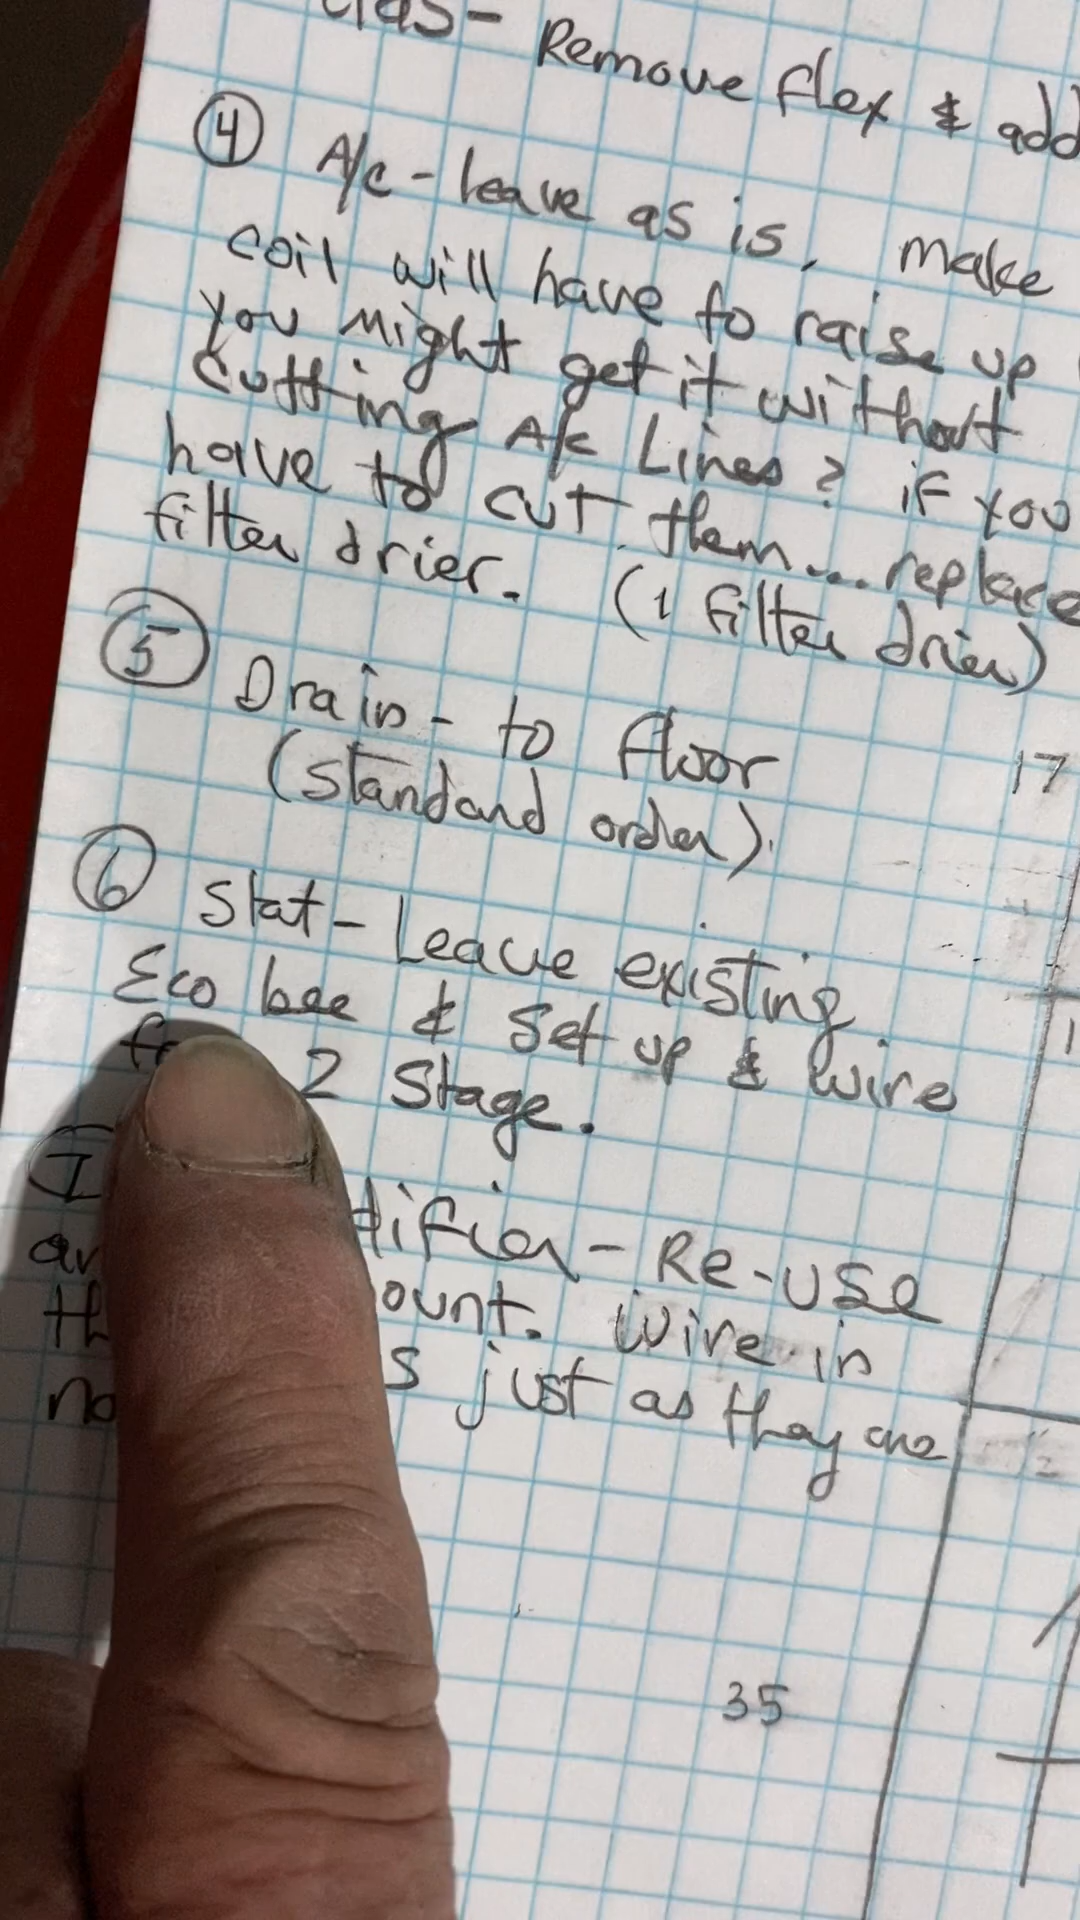 Gas - Remove flex & add
④ A/c - leave as is, make
coil will have to raise up
you might get it without
cutting A/c Lines? if you
have to cut them... replace
filter drier. (1 filter drier)
⑤ Drain - to floor
(standard order).
⑥ Stat - Leave existing
Eco bee & Set up & wire
2 Stage.
⑦ - Re-use
wire in
just as they are
17
1
35